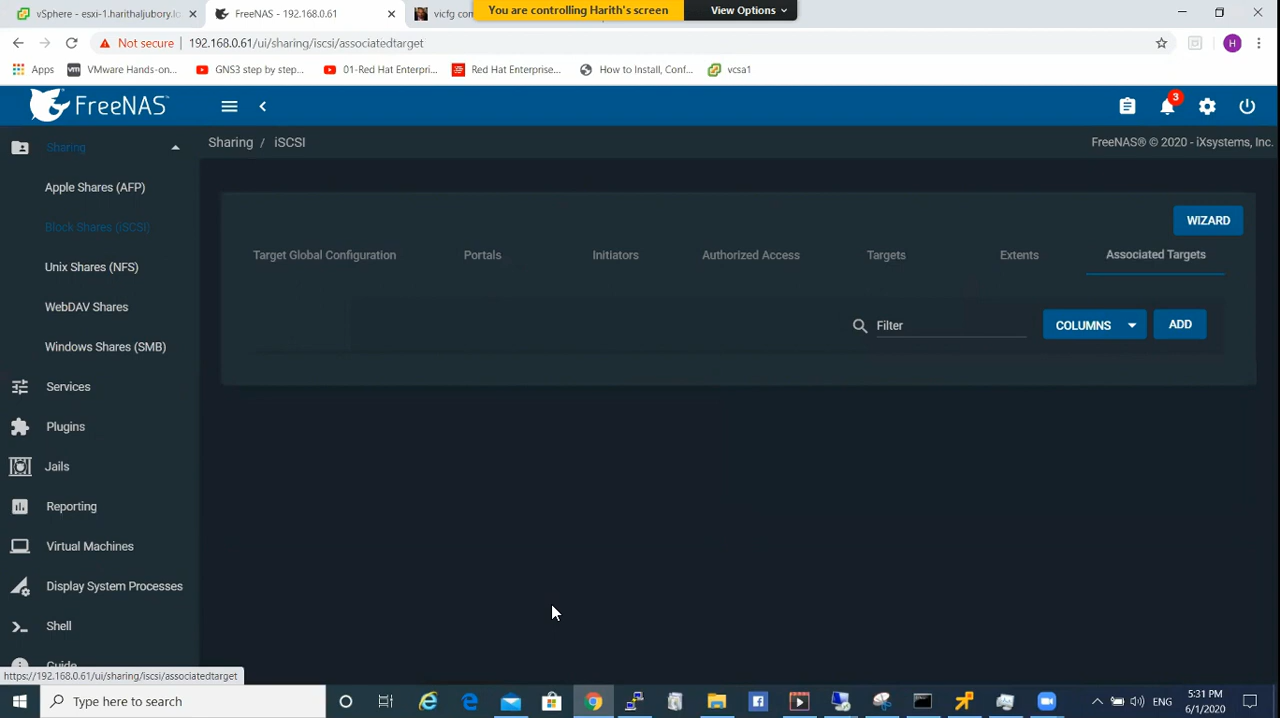 You are controlling Harith's screen
View Options
vSphere - esxi-1.harithaljubory.lo
FreeNAS - 192.168.0.61
vicfg com
Not secure
192.168.0.61/ui/sharing/iscsi/associatedtarget
H
Apps
VMware Hands-on...
GNS3 step by step...
01-Red Hat Enterpri...
Red Hat Enterprise...
How to Install, Conf...
vcsa1
FreeNAS
3
Sharing
Sharing / iSCSI
FreeNAS® © 2020 - iXsystems, Inc.
Apple Shares (AFP)
Block Shares (iSCSI)
Unix Shares (NFS)
WebDAV Shares
Windows Shares (SMB)
Services
Plugins
Jails
Reporting
Virtual Machines
Display System Processes
Shell
Guide
WIZARD
Target Global Configuration
Portals
Initiators
Authorized Access
Targets
Extents
Associated Targets
Filter
COLUMNS
ADD
https://192.168.0.61/ui/sharing/iscsi/associatedtarget
Type here to search
ENG
5:31 PM
6/1/2020